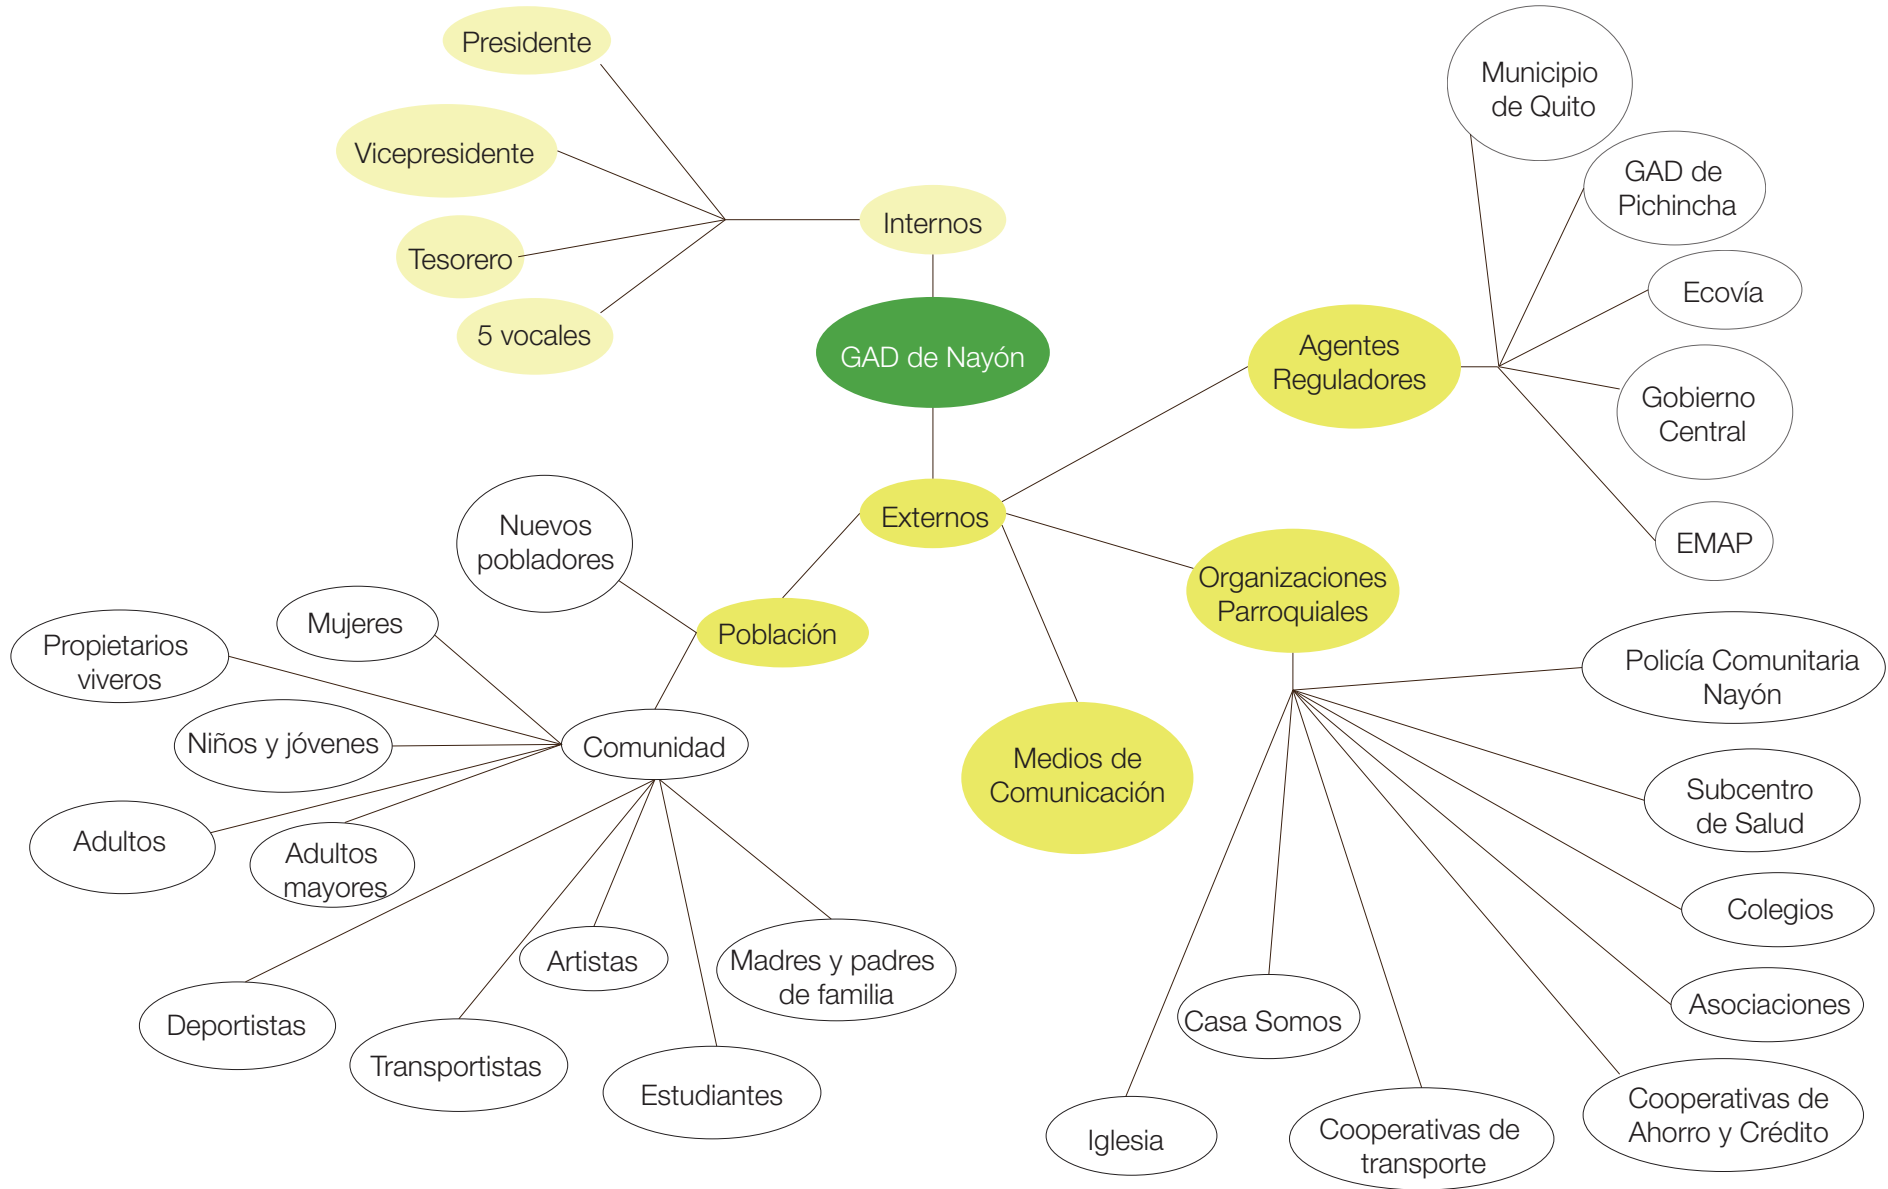 Presidente
Vicepresidente
Tesorero
5 vocales
Internos
GAD de Nayón
Externos
Agentes
Reguladores
Municipio
de Quito
GAD de
Pichincha
Ecovía
Gobierno
Central
EMAP
Organizaciones
Parroquiales
Policía Comunitaria
Nayón
Subcentro
de Salud
Colegios
Asociaciones
Cooperativas de
Ahorro y Crédito
Cooperativas de
transporte
Casa Somos
Iglesia
Medios de
Comunicación
Población
Nuevos
pobladores
Comunidad
Mujeres
Propietarios
viveros
Niños y jóvenes
Adultos
Adultos
mayores
Deportistas
Transportistas
Artistas
Estudiantes
Madres y padres
de familia